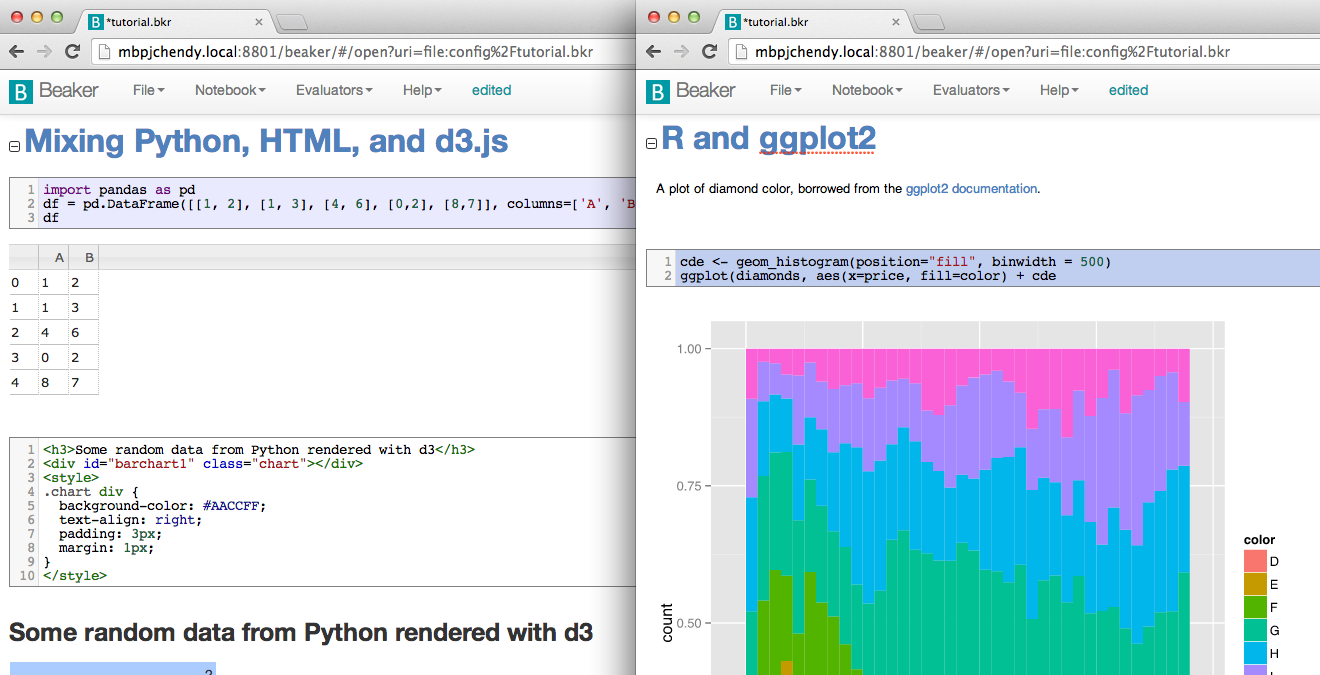 *tutorial.bkr
mbpjchendy.local:8801/beaker/#/open?uri=file:config%2Ftutorial.bkr
B Beaker File Notebook Evaluators Help edited
Mixing Python, HTML, and d3.js
1 import pandas as pd
2 df = pd.DataFrame([[1, 2], [1, 3], [4, 6], [0,2], [8,7]], columns=['A', 'B
3 df
A B
0 1 2
1 1 3
2 4 6
3 0 2
4 8 7
1 <h3>Some random data from Python rendered with d3</h3>
2 <div id="barchart1" class="chart"></div>
3 <style>
4 .chart div {
5 background-color: #AACCFF;
6 text-align: right;
7 padding: 3px;
8 margin: 1px;
9 }
10 </style>
Some random data from Python rendered with d3
*tutorial.bkr
mbpjchendy.local:8801/beaker/#/open?uri=file:config%2Ftutorial.bkr
B Beaker File Notebook Evaluators Help edited
R and ggplot2
A plot of diamond color, borrowed from the ggplot2 documentation.
1 cde <- geom_histogram(position="fill", binwidth = 500)
2 ggplot(diamonds, aes(x=price, fill=color) + cde
1.00
0.75
0.50
count
color
D
E
F
G
H